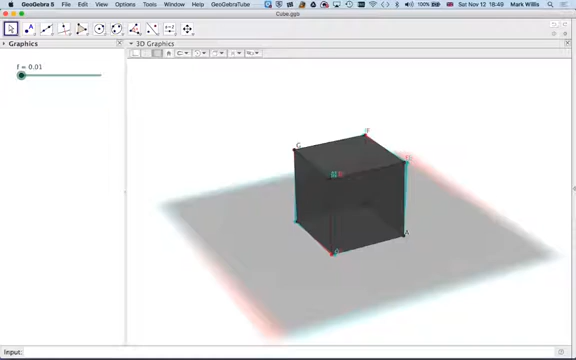 GeoGebra 5 File Edit View Options Tools Window Help GeoGebraTube 100% Sat Nov 12 18:49 Mark Willis
Cube.ggb
Graphics
3D Graphics
f = 0.01
F
G
A
Input: